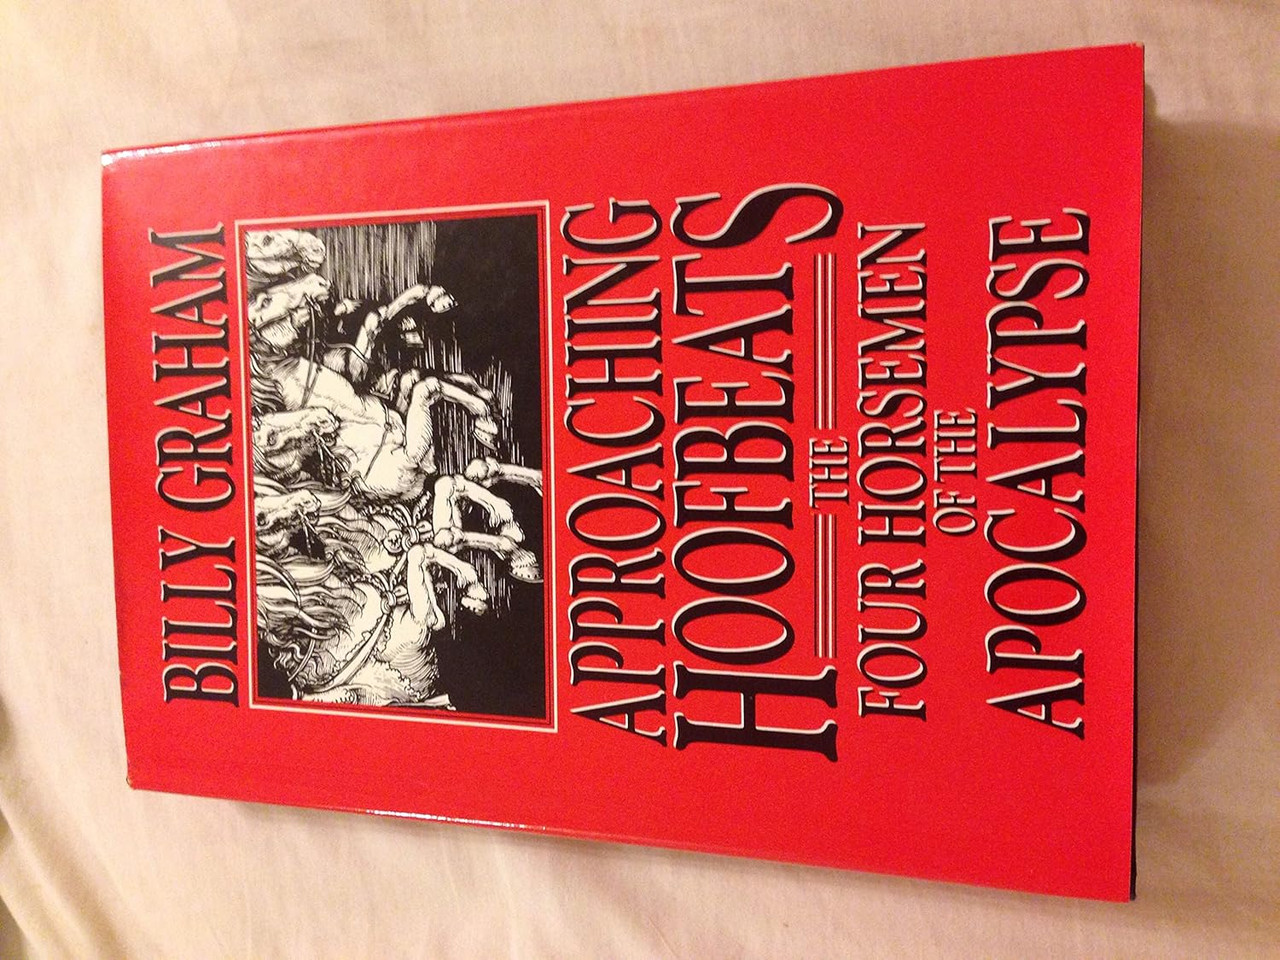 BILLY GRAHAM
APPROACHING
HOOFBEATS
THE
FOUR HORSEMEN
OF THE
APOCALYPSE